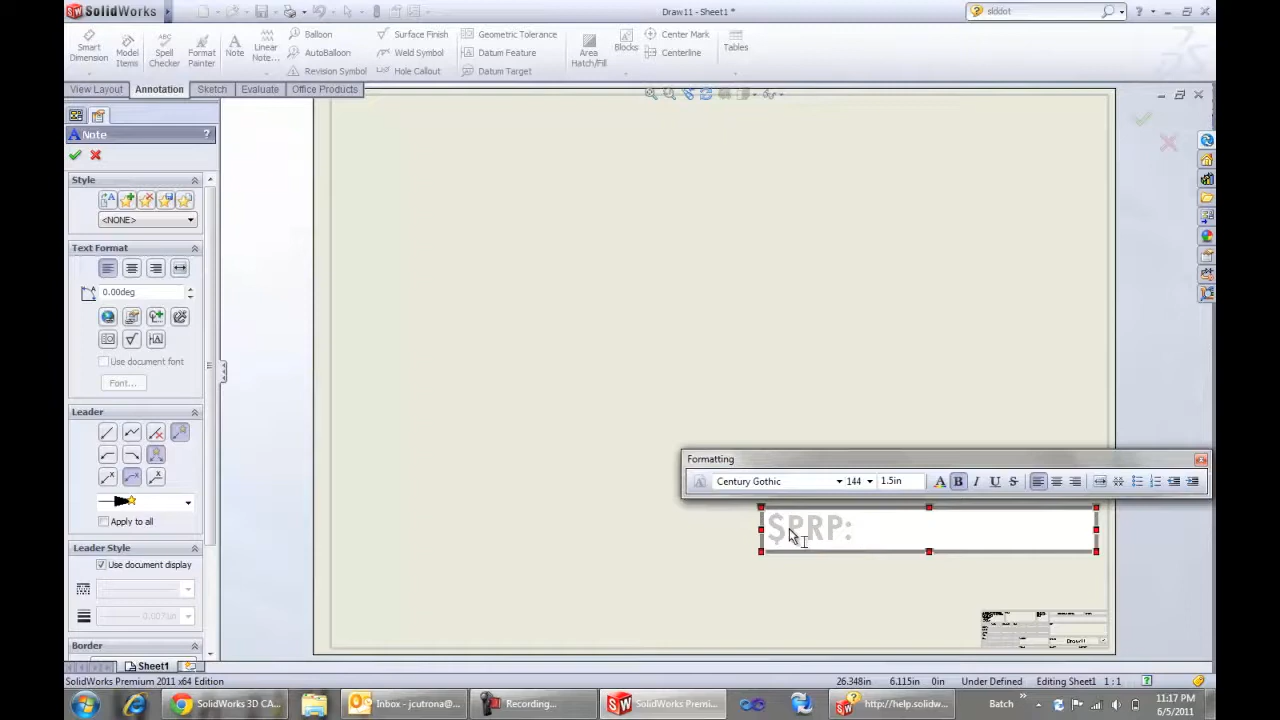 SolidWorks
Draw11 - Sheet1 *
slddot
Smart Dimension
Model Items
Spell Checker
Format Painter
Note
Linear Note...
Balloon
AutoBalloon
Revision Symbol
Surface Finish
Weld Symbol
Hole Callout
Geometric Tolerance
Datum Feature
Datum Target
Area Hatch/Fill
Blocks
Center Mark
Centerline
Tables
View Layout
Annotation
Sketch
Evaluate
Office Products
Note
?
Style
<NONE>
Text Format
0.00deg
Use document font
Font...
Leader
Apply to all
Leader Style
Use document display
Border
Formatting
Century Gothic
144
1.5in
$PRP:
Draw11
Sheet1
SolidWorks Premium 2011 x64 Edition
26.348in
6.115in
0in
Under Defined
Editing Sheet1
1 : 1
SolidWorks 3D CA...
Inbox - jcutrona...
Recording...
SolidWorks Premi...
http://help.solidw...
Batch
11:17 PM
6/5/2011